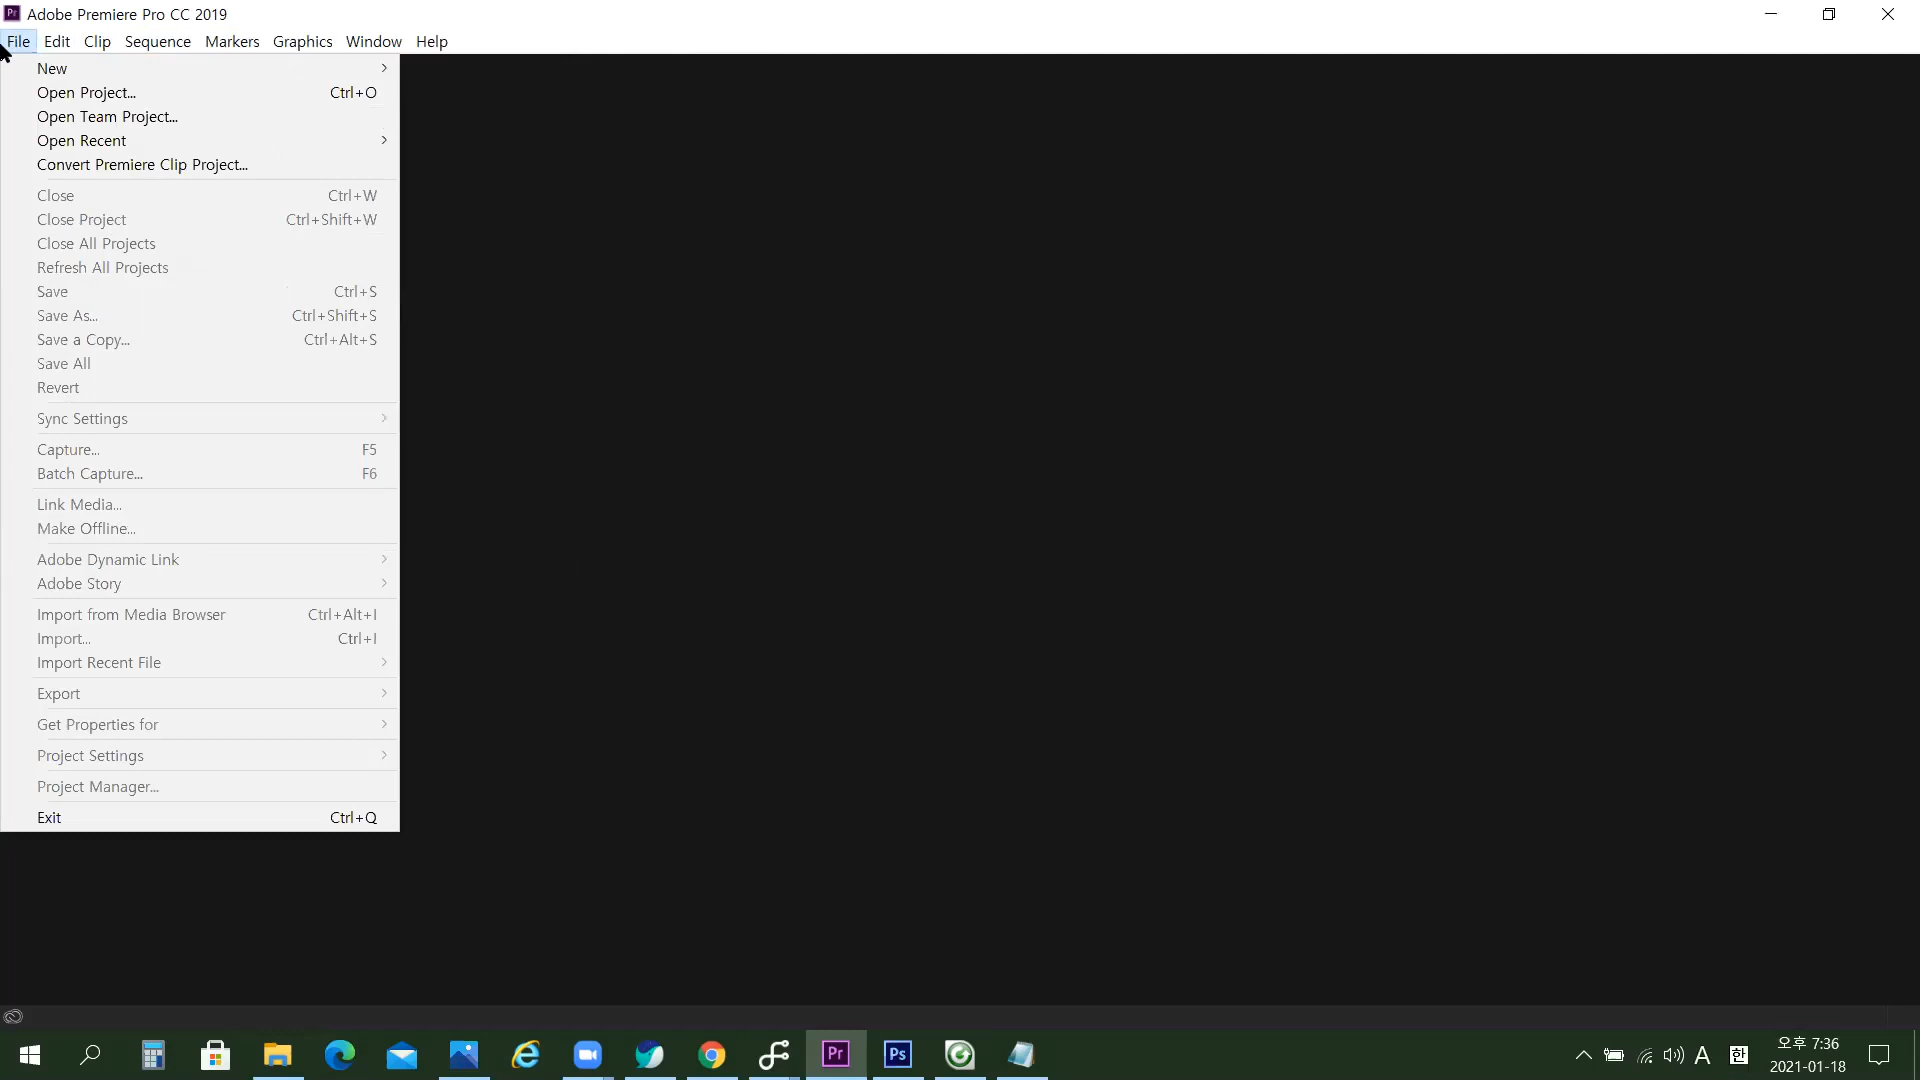 Pr Adobe Premiere Pro CC 2019
File Edit Clip Sequence Markers Graphics Window Help
New
Open Project... Ctrl+O
Open Team Project...
Open Recent
Convert Premiere Clip Project...
Close Ctrl+W
Close Project Ctrl+Shift+W
Close All Projects
Refresh All Projects
Save Ctrl+S
Save As... Ctrl+Shift+S
Save a Copy... Ctrl+Alt+S
Save All
Revert
Sync Settings
Capture... F5
Batch Capture... F6
Link Media...
Make Offline...
Adobe Dynamic Link
Adobe Story
Import from Media Browser Ctrl+Alt+I
Import... Ctrl+I
Import Recent File
Export
Get Properties for
Project Settings
Project Manager...
Exit Ctrl+Q
Pr Ps A 한 오후 7:36
2021-01-18